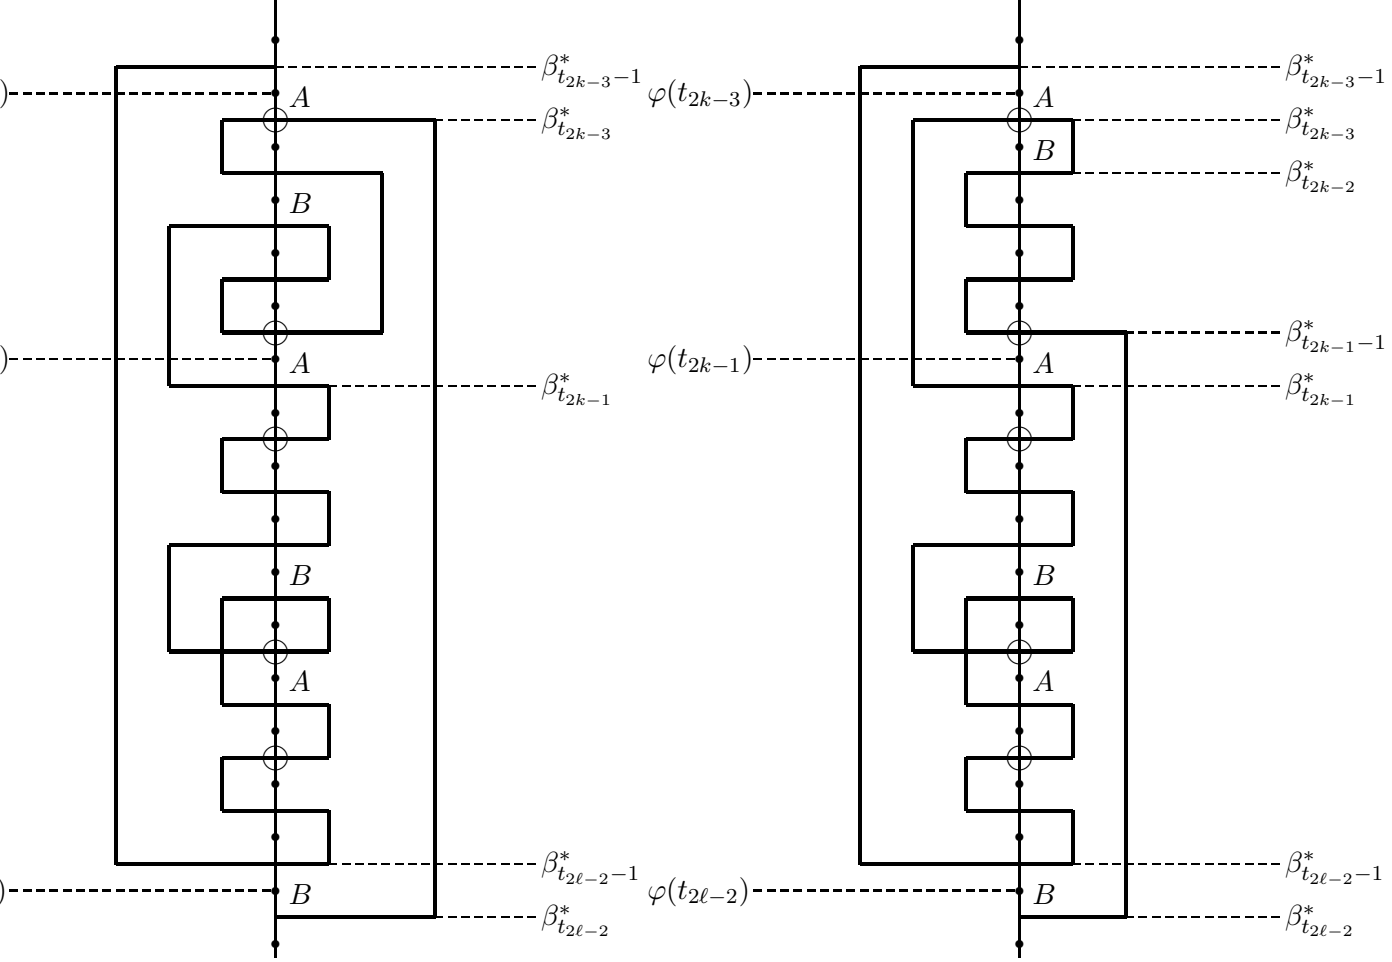 β*_{t_{2k−3}−1}
) A
β*_{t_{2k−3}}
B
) A
β*_{t_{2k−1}}
B
A
β*_{t_{2ℓ−2}−1}
) B
β*_{t_{2ℓ−2}}
β*_{t_{2k−3}−1}
φ(t_{2k−3}) A
β*_{t_{2k−3}}
B
β*_{t_{2k−2}}
β*_{t_{2k−1}−1}
φ(t_{2k−1}) A
β*_{t_{2k−1}}
B
A
β*_{t_{2ℓ−2}−1}
φ(t_{2ℓ−2}) B
β*_{t_{2ℓ−2}}